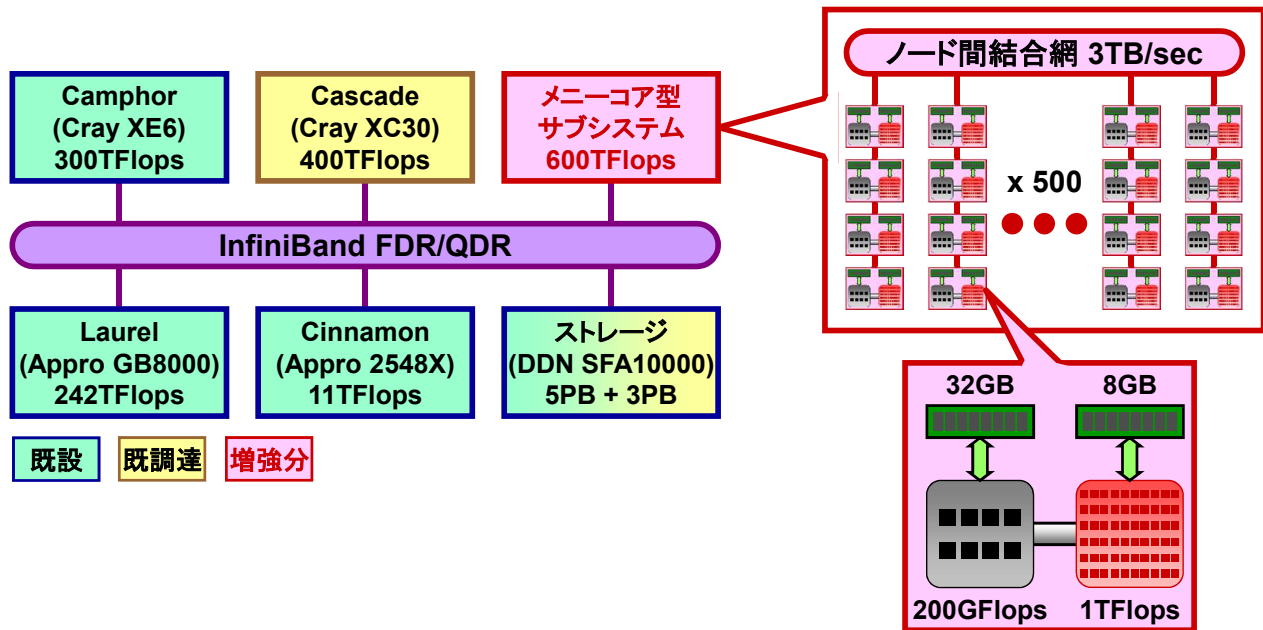 Camphor
(Cray XE6)
300TFlops
Cascade
(Cray XC30)
400TFlops
メニーコア型
サブシステム
600TFlops
InfiniBand FDR/QDR
Laurel
(Appro GB8000)
242TFlops
Cinnamon
(Appro 2548X)
11TFlops
ストレージ
(DDN SFA10000)
5PB + 3PB
既設
既調達
増強分
ノード間結合網 3TB/sec
x 500
32GB
8GB
200GFlops
1TFlops